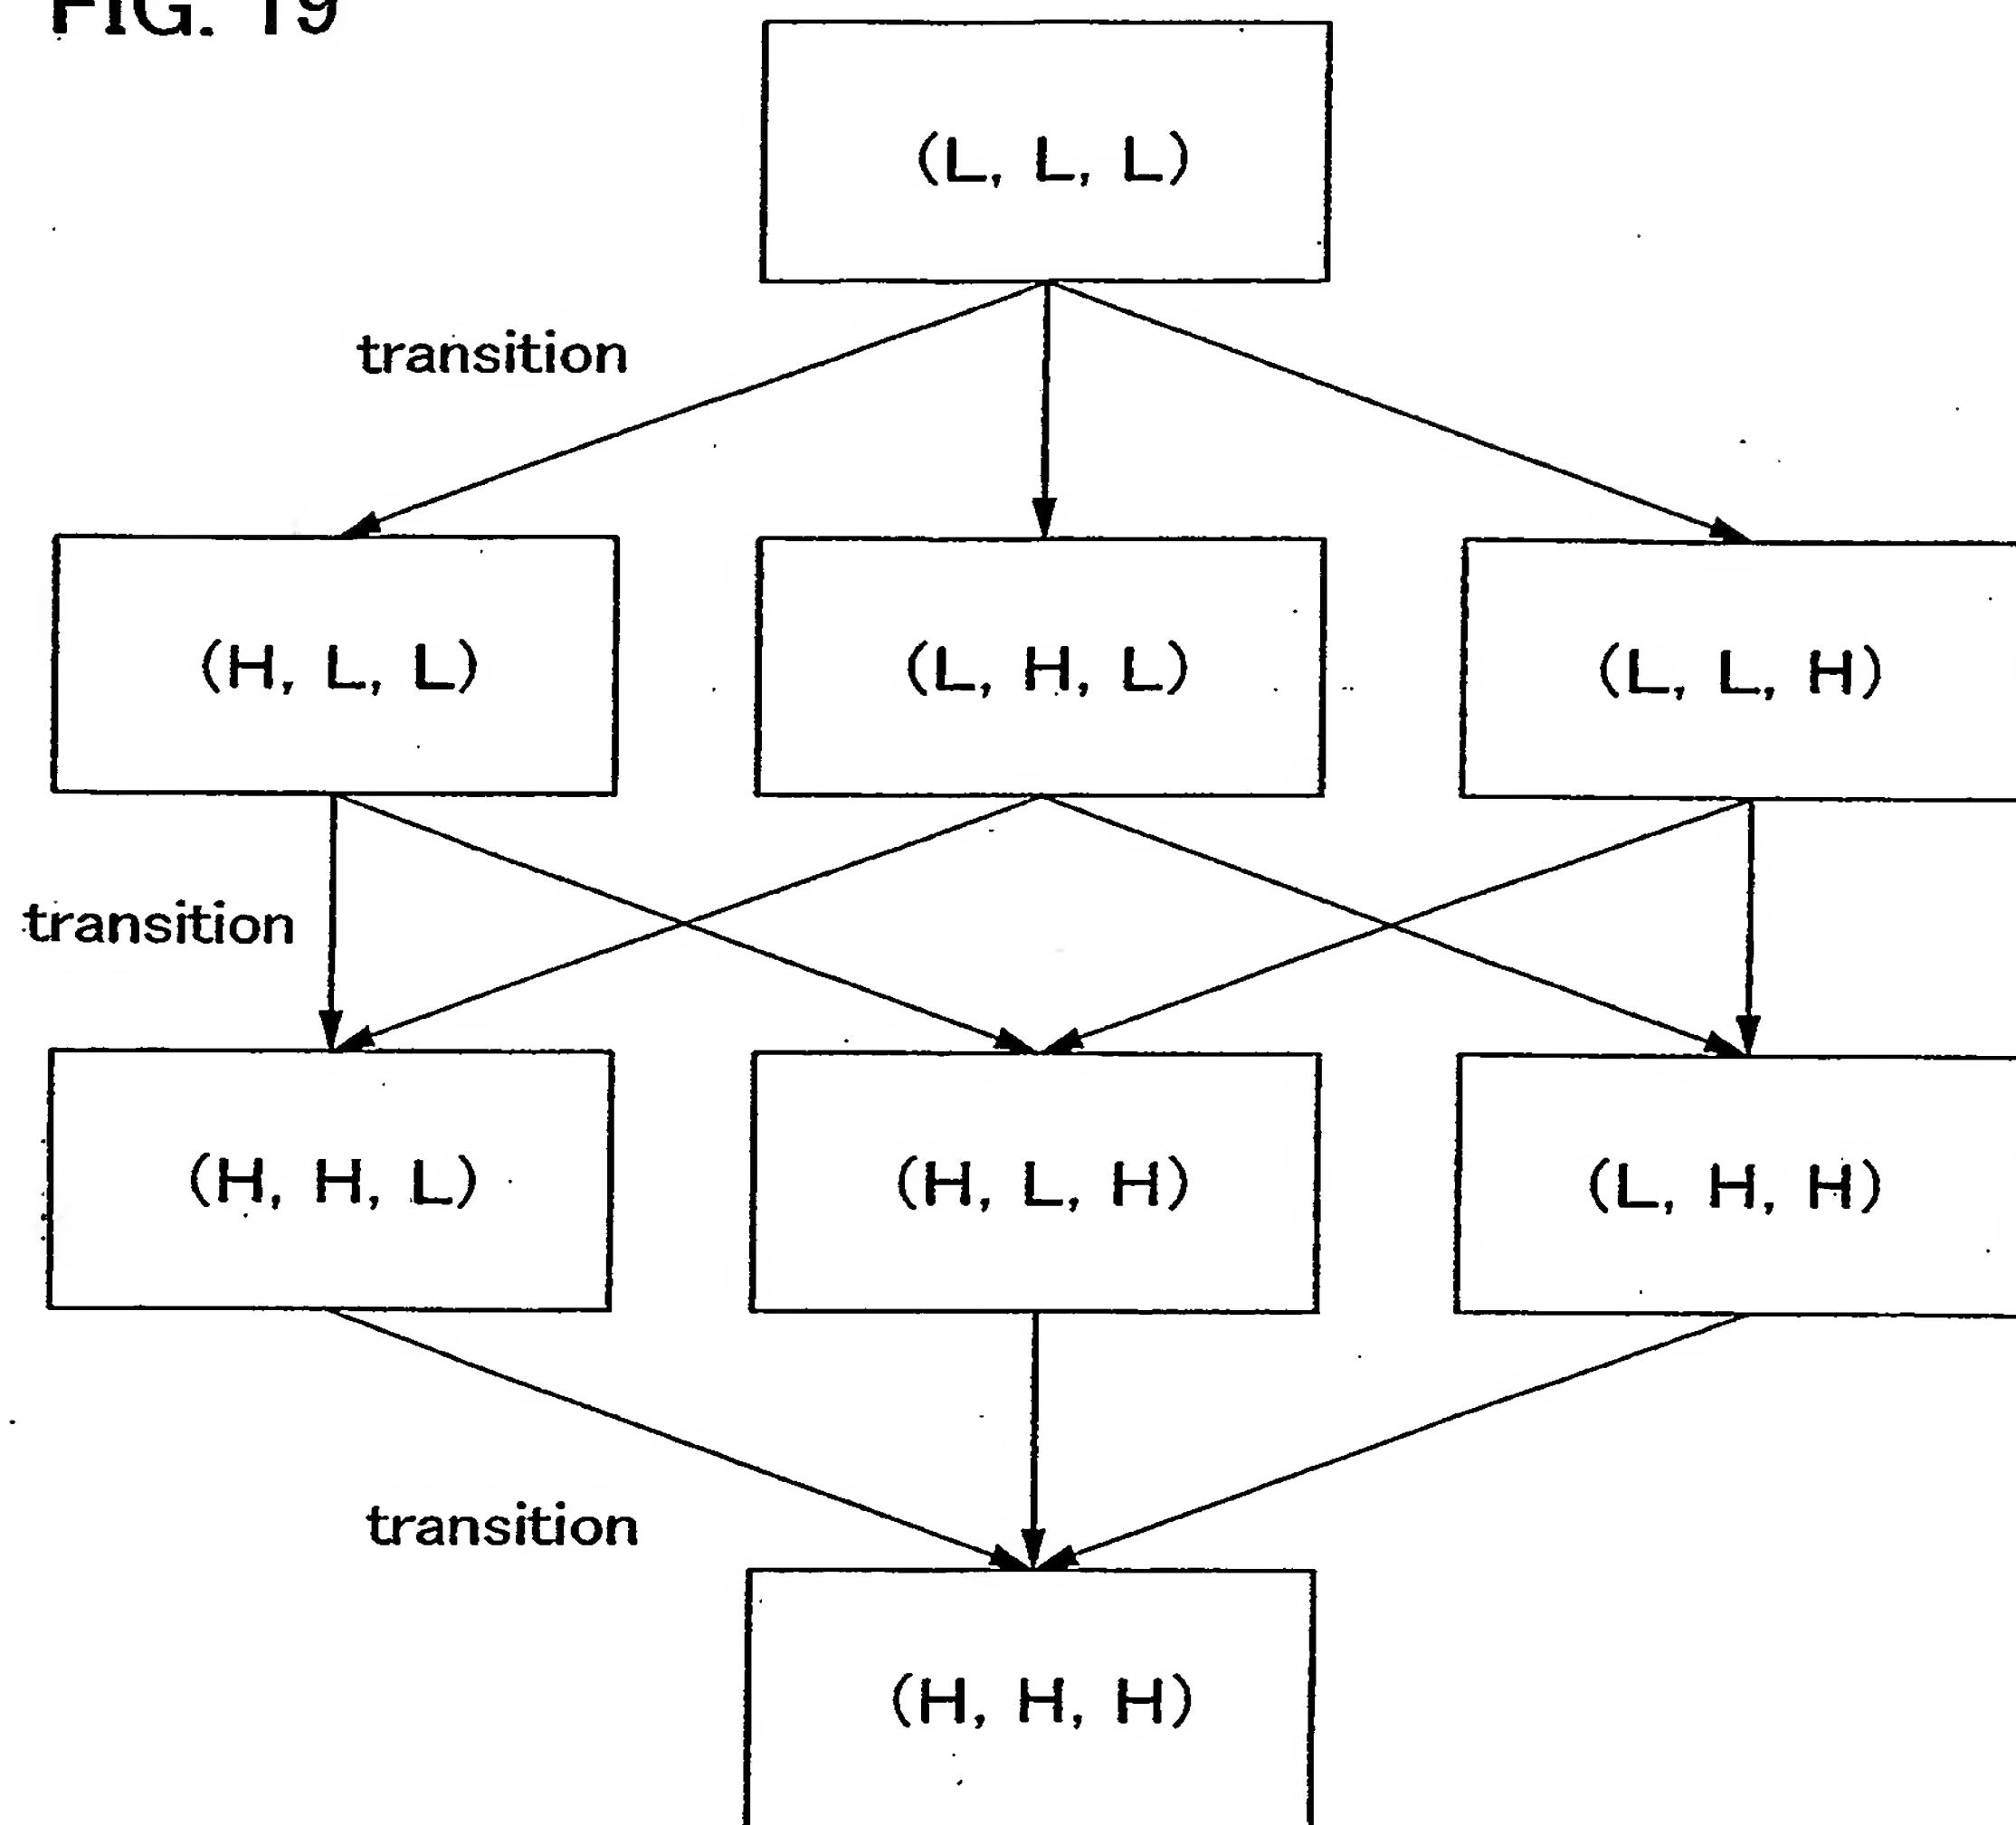 FIG. 19
(L, L, L)
transition
(H, L, L)
(L, H, L)
(L, L, H)
transition
(H, H, L)
(H, L, H)
(L, H, H)
transition
(H, H, H)